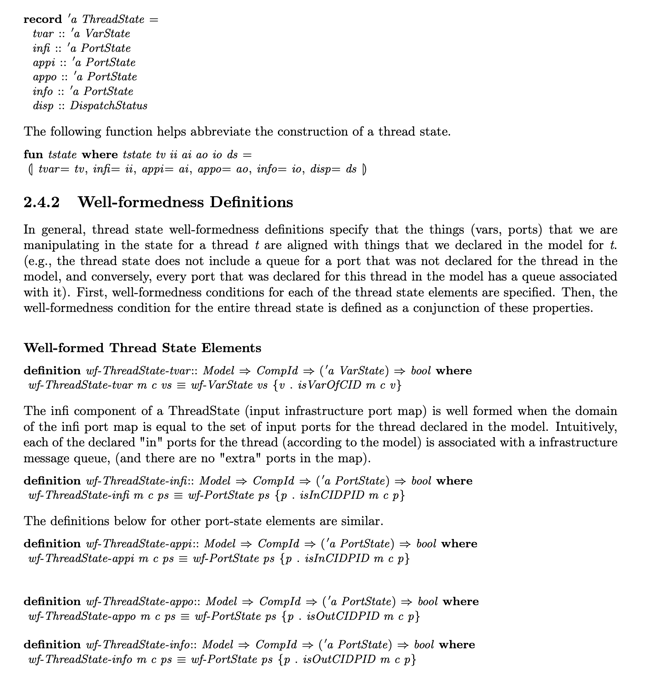 record 'a ThreadState =
tvar :: 'a VarState
infi :: 'a PortState
appi :: 'a PortState
appo :: 'a PortState
info :: 'a PortState
disp :: DispatchStatus
The following function helps abbreviate the construction of a thread state.
fun tstate where tstate tv ii ai ao io ds =
⦇ tvar= tv, infi= ii, appi= ai, appo= ao, info= io, disp= ds ⦈
2.4.2 Well-formedness Definitions
In general, thread state well-formedness definitions specify that the things (vars, ports) that we are
manipulating in the state for a thread t are aligned with things that we declared in the model for t.
(e.g., the thread state does not include a queue for a port that was not declared for the thread in the
model, and conversely, every port that was declared for this thread in the model has a queue associated
with it). First, well-formedness conditions for each of the thread state elements are specified. Then, the
well-formedness condition for the entire thread state is defined as a conjunction of these properties.
Well-formed Thread State Elements
definition wf-ThreadState-tvar:: Model ⇒ CompId ⇒ ('a VarState) ⇒ bool where
wf-ThreadState-tvar m c vs ≡ wf-VarState vs {v . isVarOfCID m c v}
The infi component of a ThreadState (input infrastructure port map) is well formed when the domain
of the infi port map is equal to the set of input ports for the thread declared in the model. Intuitively,
each of the declared "in" ports for the thread (according to the model) is associated with a infrastructure
message queue, (and there are no "extra" ports in the map).
definition wf-ThreadState-infi:: Model ⇒ CompId ⇒ ('a PortState) ⇒ bool where
wf-ThreadState-infi m c ps ≡ wf-PortState ps {p . isInCIDPID m c p}
The definitions below for other port-state elements are similar.
definition wf-ThreadState-appi:: Model ⇒ CompId ⇒ ('a PortState) ⇒ bool where
wf-ThreadState-appi m c ps ≡ wf-PortState ps {p . isInCIDPID m c p}
definition wf-ThreadState-appo:: Model ⇒ CompId ⇒ ('a PortState) ⇒ bool where
wf-ThreadState-appo m c ps ≡ wf-PortState ps {p . isOutCIDPID m c p}
definition wf-ThreadState-info:: Model ⇒ CompId ⇒ ('a PortState) ⇒ bool where
wf-ThreadState-info m c ps ≡ wf-PortState ps {p . isOutCIDPID m c p}